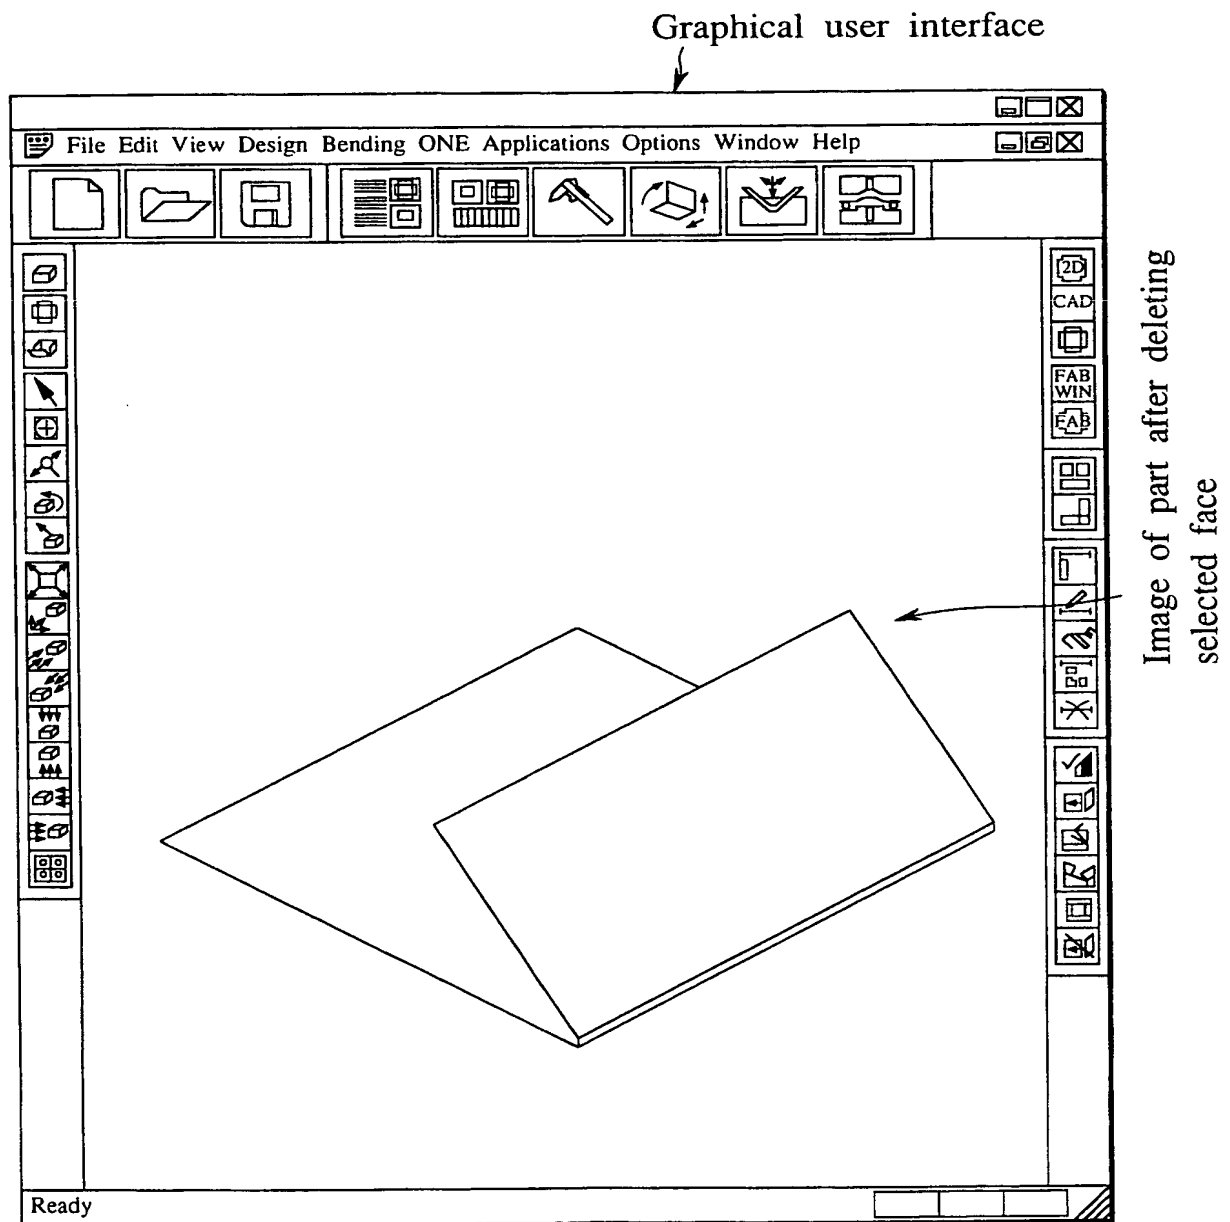 Graphical user interface
File Edit View Design Bending ONE Applications Options Window Help
2D
CAD
FAB
WIN
FAB
Image of part after deleting
selected face
Ready